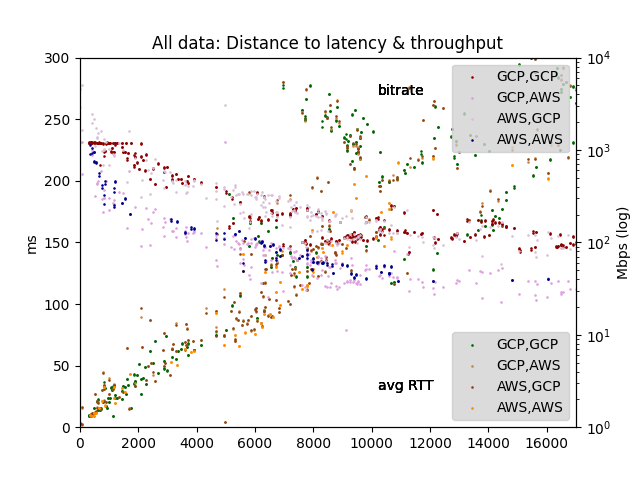 All data: Distance to latency & throughput
300
250
200
150
100
50
0
ms
0
2000
4000
6000
8000
10000
12000
14000
16000
10^4
10^3
10^2
10^1
10^0
Mbps (log)
bitrate
GCP,GCP
GCP,AWS
AWS,GCP
AWS,AWS
avg RTT
GCP,GCP
GCP,AWS
AWS,GCP
AWS,AWS